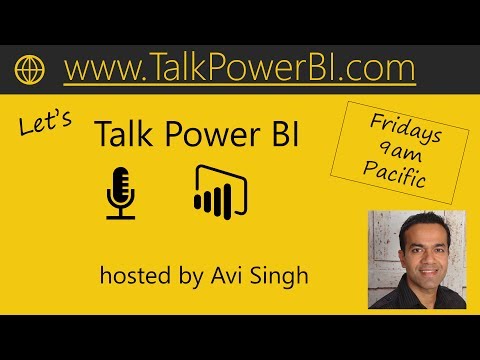 www.TalkPowerBI.com
Let's
Talk Power BI
Fridays
9am
Pacific
hosted by Avi Singh